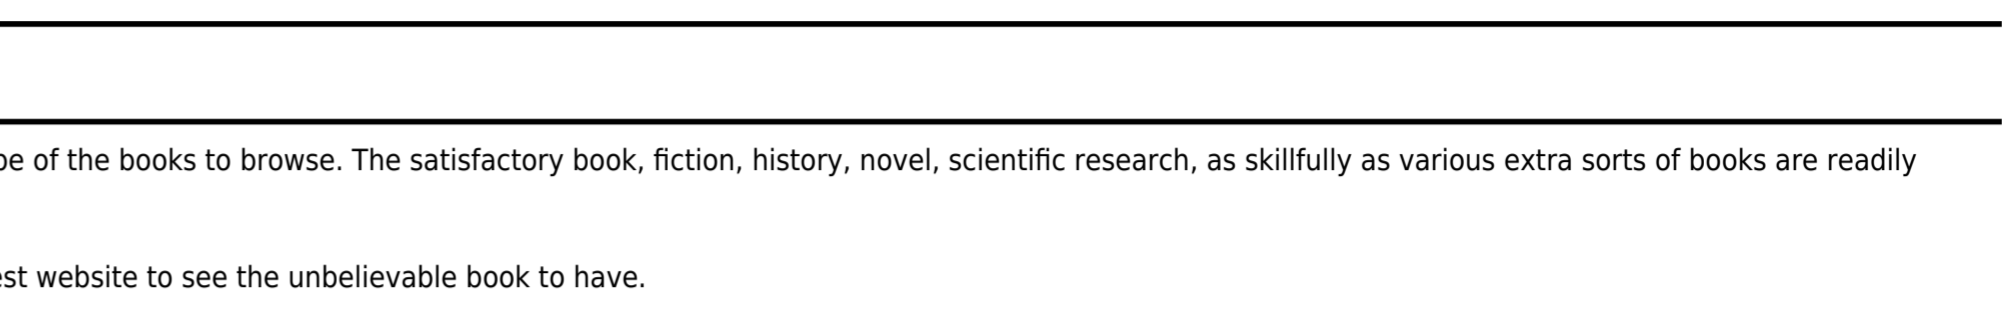 of the books to browse. The satisfactory book, fiction, history, novel, scientific research, as skillfully as various extra sorts of books are readily
website to see the unbelievable book to have.